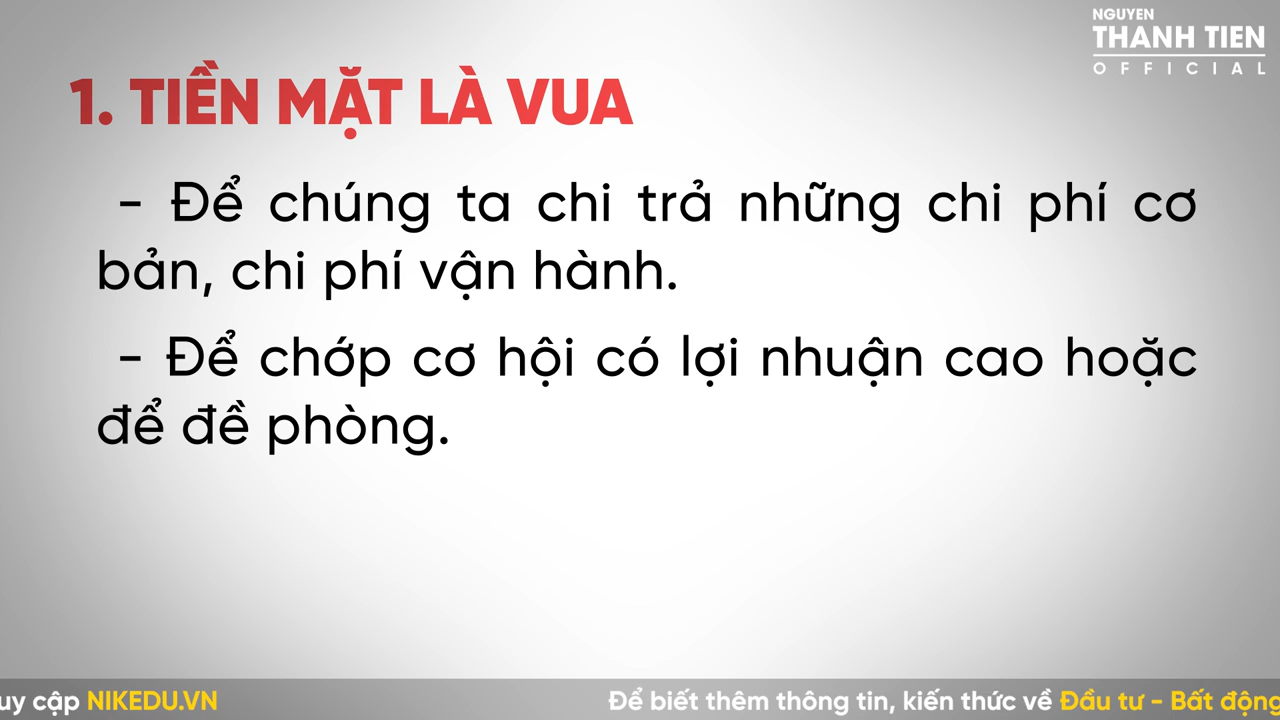 NGUYEN
THANH TIEN
OFFICIAL
1. TIỀN MẶT LÀ VUA
- Để chúng ta chi trả những chi phí cơ
bản, chi phí vận hành.
- Để chớp cơ hội có lợi nhuận cao hoặc
để đề phòng.
uy cập NIKEDU.VN
Để biết thêm thông tin, kiến thức về Đầu tư - Bất động